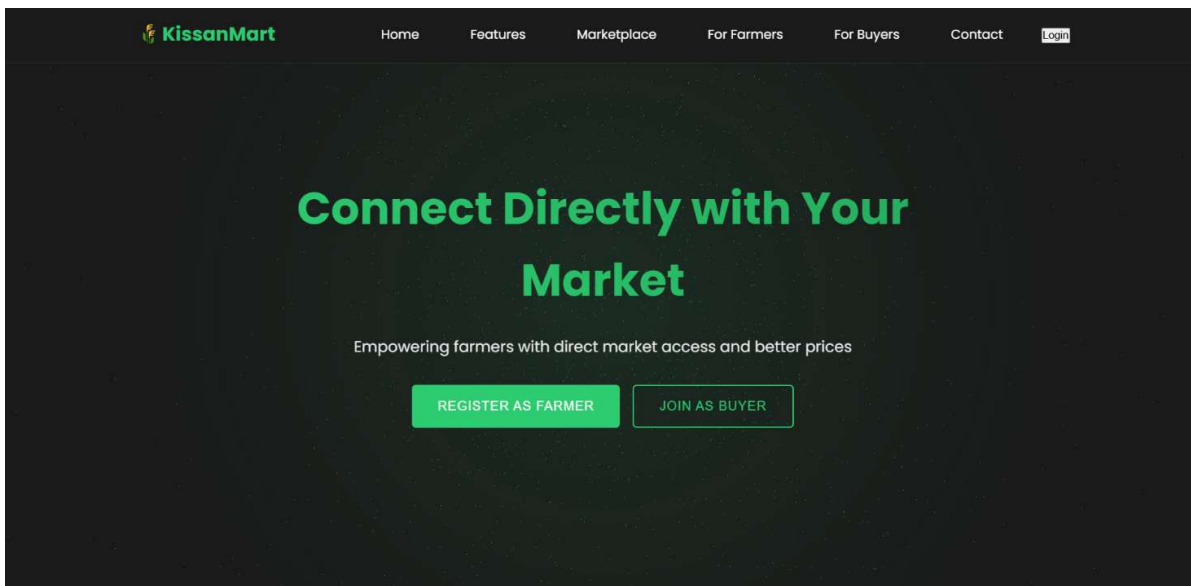 KissanMart
Home Features Marketplace For Farmers For Buyers Contact Login
Connect Directly with Your
Market
Empowering farmers with direct market access and better prices
REGISTER AS FARMER JOIN AS BUYER